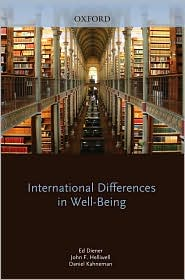 OXFORD
International Differences
in Well-Being
Ed Diener
John F. Helliwell
Daniel Kahneman